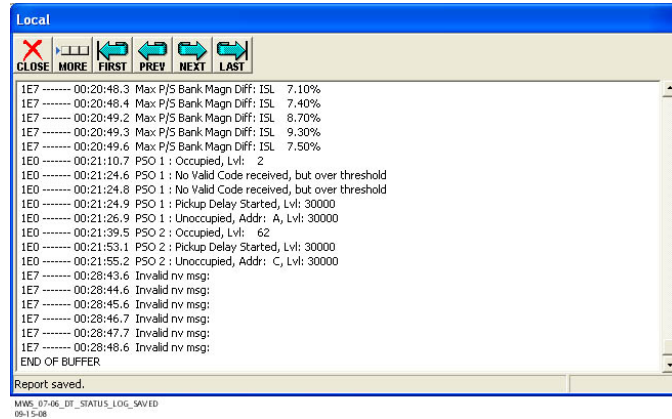 Local
CLOSE MORE FIRST PREV NEXT LAST
1E7 ------- 00:20:48.3 Max P/S Bank Magn Diff: ISL 7.10%
1E7 ------- 00:20:48.4 Max P/S Bank Magn Diff: ISL 7.40%
1E7 ------- 00:20:49.2 Max P/S Bank Magn Diff: ISL 8.70%
1E7 ------- 00:20:49.3 Max P/S Bank Magn Diff: ISL 9.30%
1E7 ------- 00:20:49.6 Max P/S Bank Magn Diff: ISL 7.50%
1E0 ------- 00:21:10.7 PSO 1 : Occupied, Lvl: 2
1E0 ------- 00:21:24.6 PSO 1 : No Valid Code received, but over threshold
1E0 ------- 00:21:24.8 PSO 1 : No Valid Code received, but over threshold
1E0 ------- 00:21:24.9 PSO 1 : Pickup Delay Started, Lvl: 30000
1E0 ------- 00:21:26.9 PSO 1 : Unoccupied, Addr: A, Lvl: 30000
1E0 ------- 00:21:39.5 PSO 2 : Occupied, Lvl: 62
1E0 ------- 00:21:53.1 PSO 2 : Pickup Delay Started, Lvl: 30000
1E0 ------- 00:21:55.2 PSO 2 : Unoccupied, Addr: C, Lvl: 30000
1E7 ------- 00:28:43.6 Invalid nv msg:
1E7 ------- 00:28:44.6 Invalid nv msg:
1E7 ------- 00:28:45.6 Invalid nv msg:
1E7 ------- 00:28:46.7 Invalid nv msg:
1E7 ------- 00:28:47.7 Invalid nv msg:
1E7 ------- 00:28:48.6 Invalid nv msg:
END OF BUFFER
Report saved.
MWS_07-06_DT_STATUS_LOG_SAVED
09-15-08